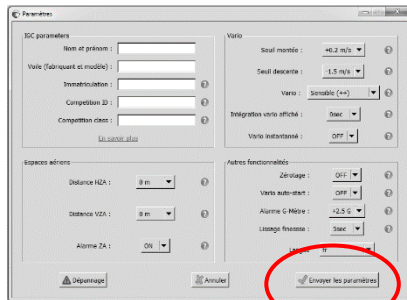 Paramètres
IGC parameters
Nom et prénom :
Voile (fabriquant et modèle) :
Immatriculation :
Competition ID :
Competition class :
En savoir plus
Vario
Seuil montée : +0.2 m/s
Seuil descente : -1.5 m/s
Vario : Sensible (++)
Intégration vario affiché : 0sec
Vario instantanné : OFF
Espaces aériens
Distance HZA : 0 m
Distance VZA : 0 m
Alarme ZA : ON
Autres fonctionnalités
Zérotage : OFF
Vario auto-start : OFF
Alarme G-Mètre : +2.5 G
Lissage finesse : 5sec
Langue : fr
Dépannage
Annuler
Envoyer les paramètres